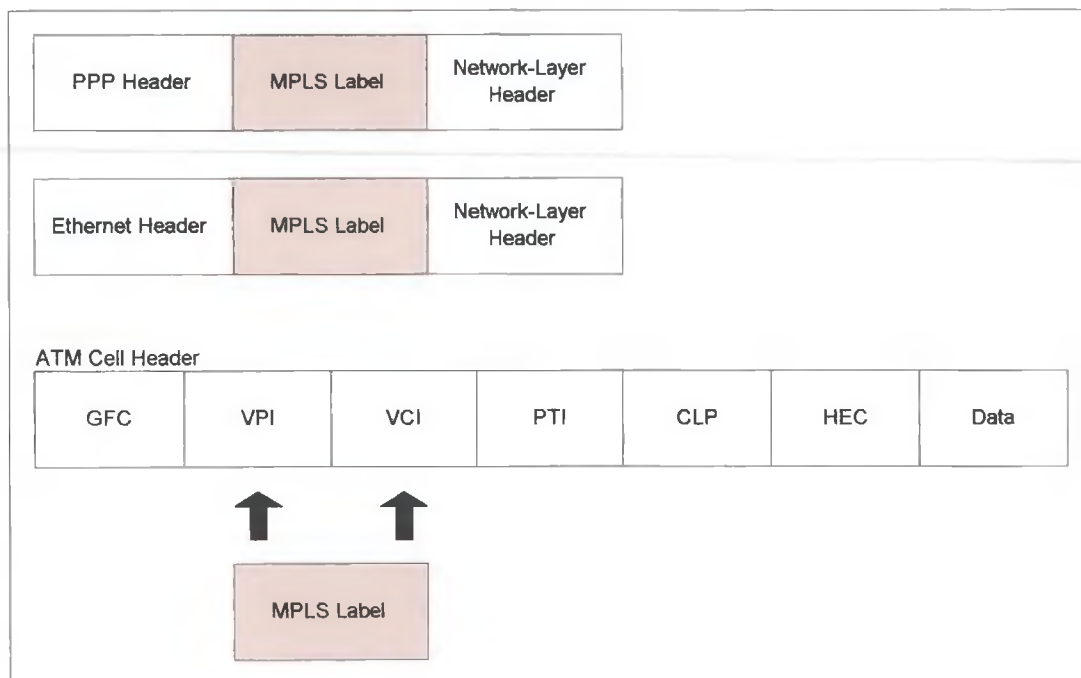 PPP Header MPLS Label Network-Layer
Header
Ethernet Header MPLS Label Network-Layer
Header
ATM Cell Header
GFC VPI VCI PTI CLP HEC Data
MPLS Label